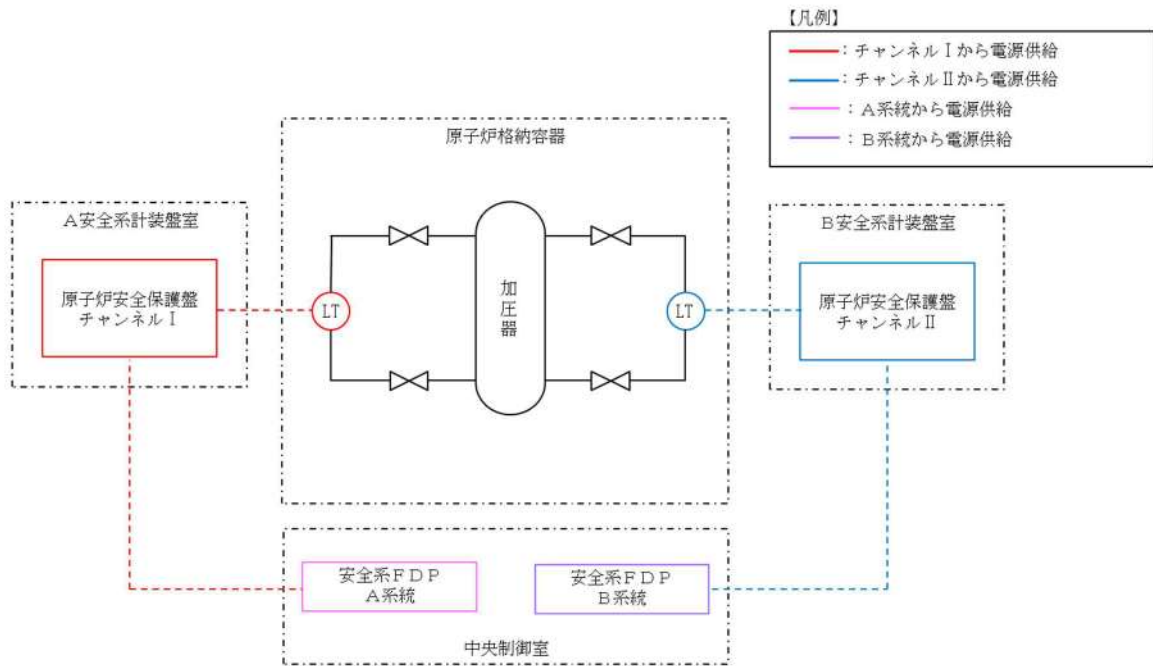 【凡例】
：チャンネルⅠから電源供給
：チャンネルⅡから電源供給
：A系統から電源供給
：B系統から電源供給
原子炉格納容器
A安全系計装盤室
原子炉安全保護盤
チャンネルⅠ
LT
加圧器
LT
B安全系計装盤室
原子炉安全保護盤
チャンネルⅡ
安全系FDP
A系統
安全系FDP
B系統
中央制御室